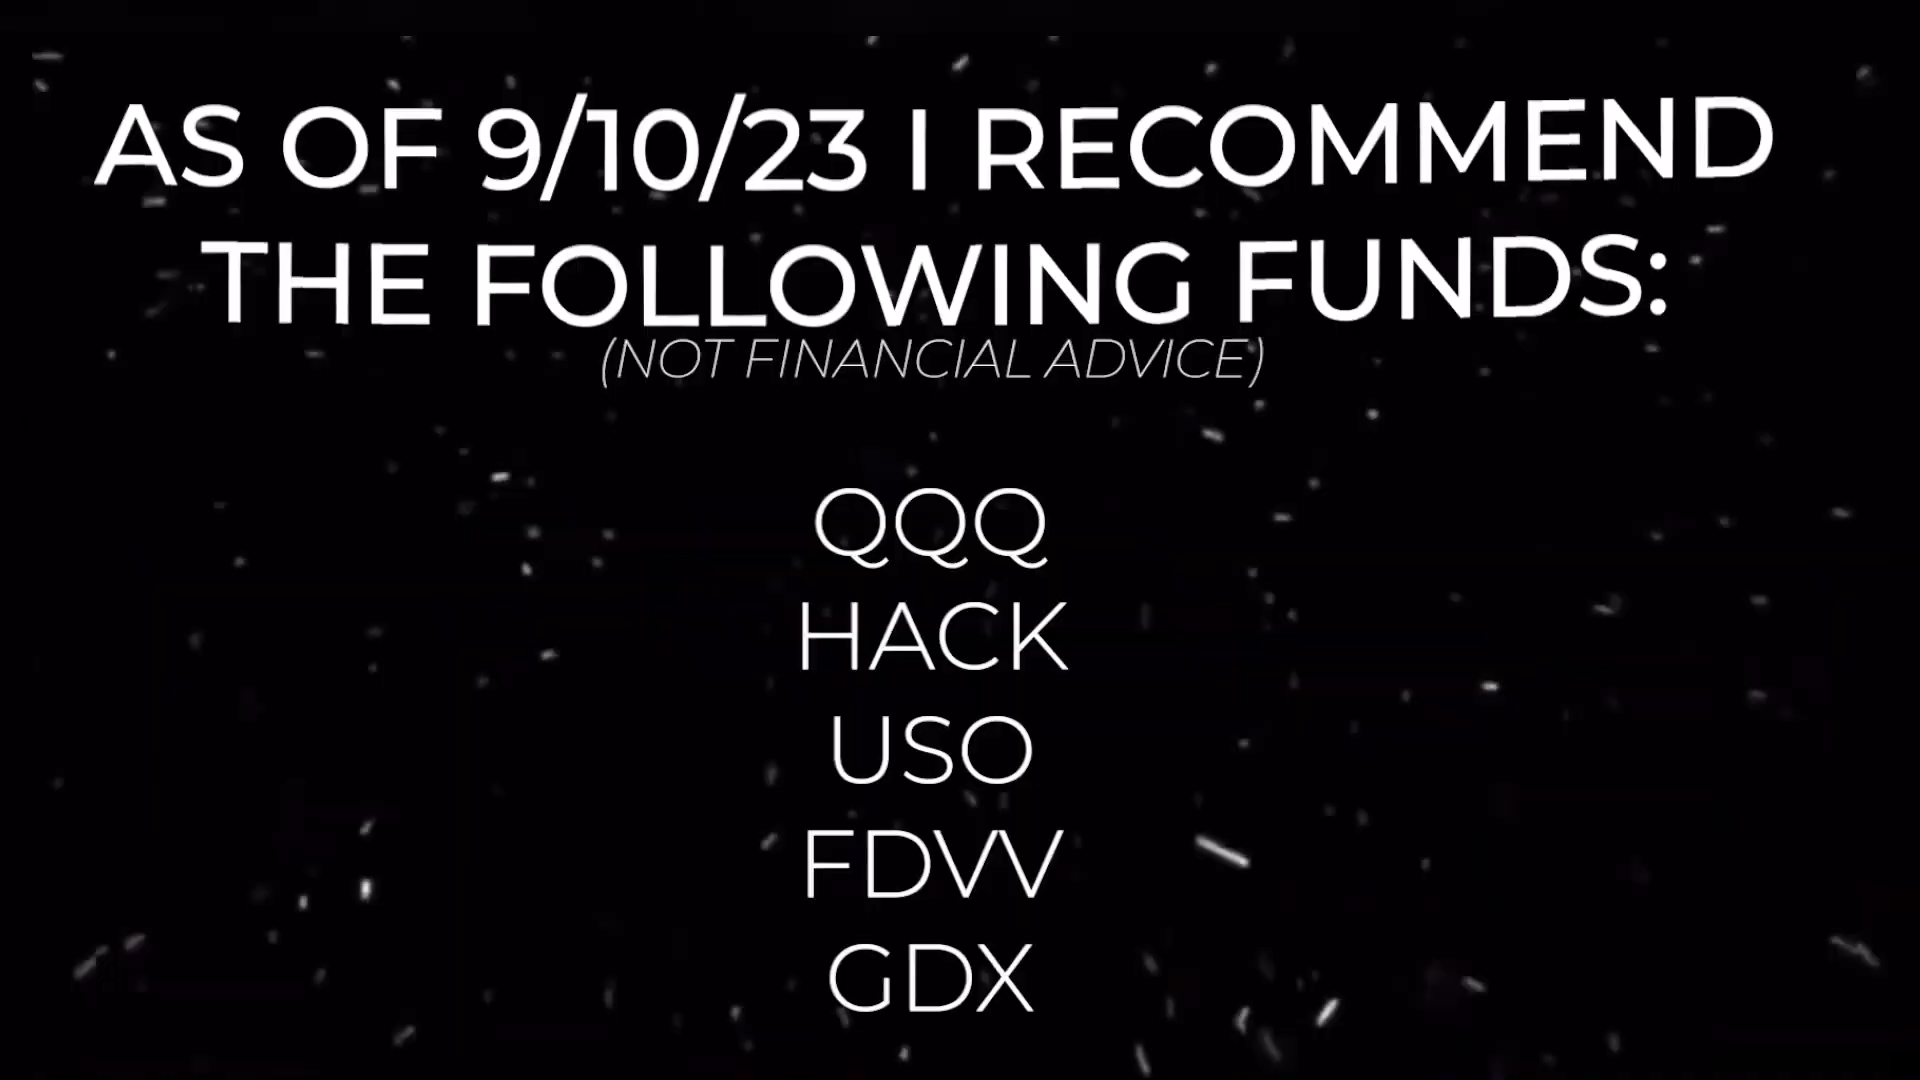 AS OF 9/10/23 I RECOMMEND
THE FOLLOWING FUNDS:
(NOT FINANCIAL ADVICE)
QQQ
HACK
USO
FDVV
GDX